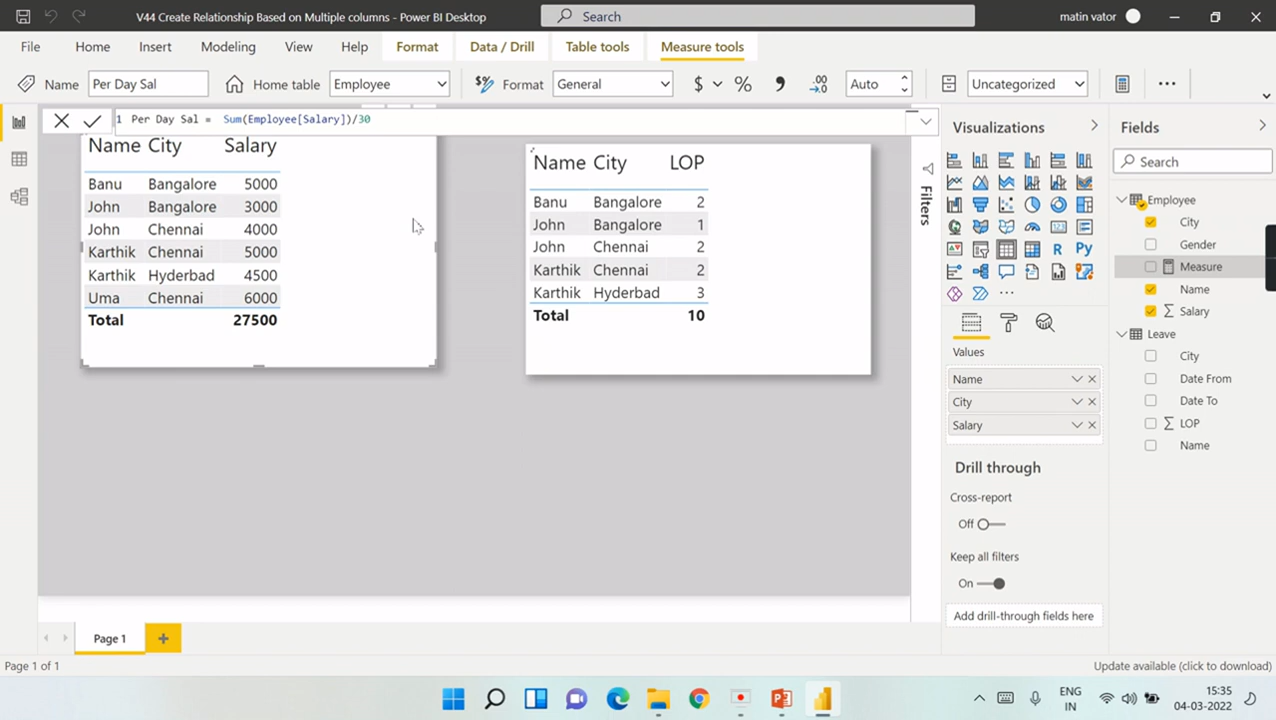 V44 Create Relationship Based on Multiple columns - Power BI Desktop
Search
matin vator
File Home Insert Modeling View Help Format Data / Drill Table tools Measure tools
Name Per Day Sal Home table Employee Format General $ % Auto Uncategorized
1 Per Day Sal = Sum(Employee[Salary])/30
Name City Salary
Banu Bangalore 5000
John Bangalore 3000
John Chennai 4000
Karthik Chennai 5000
Karthik Hyderbad 4500
Uma Chennai 6000
Total 27500
Name City LOP
Banu Bangalore 2
John Bangalore 1
John Chennai 2
Karthik Chennai 2
Karthik Hyderbad 3
Total 10
Filters
Visualizations
R Py
Values
Name
City
Salary
Drill through
Cross-report
Off
Keep all filters
On
Add drill-through fields here
Fields
Search
Employee
City
Gender
Measure
Name
Salary
Leave
City
Date From
Date To
LOP
Name
Page 1
Page 1 of 1
Update available (click to download)
ENG
IN
15:35
04-03-2022